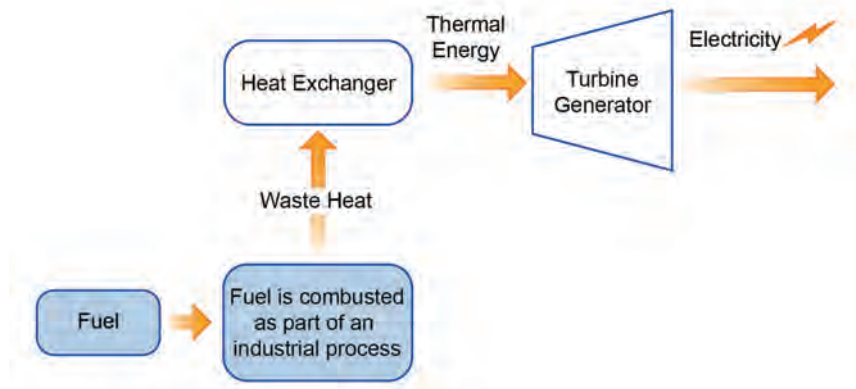 Thermal
Energy
Electricity
Heat Exchanger
Turbine
Generator
Waste Heat
Fuel
Fuel is combusted
as part of an
industrial process